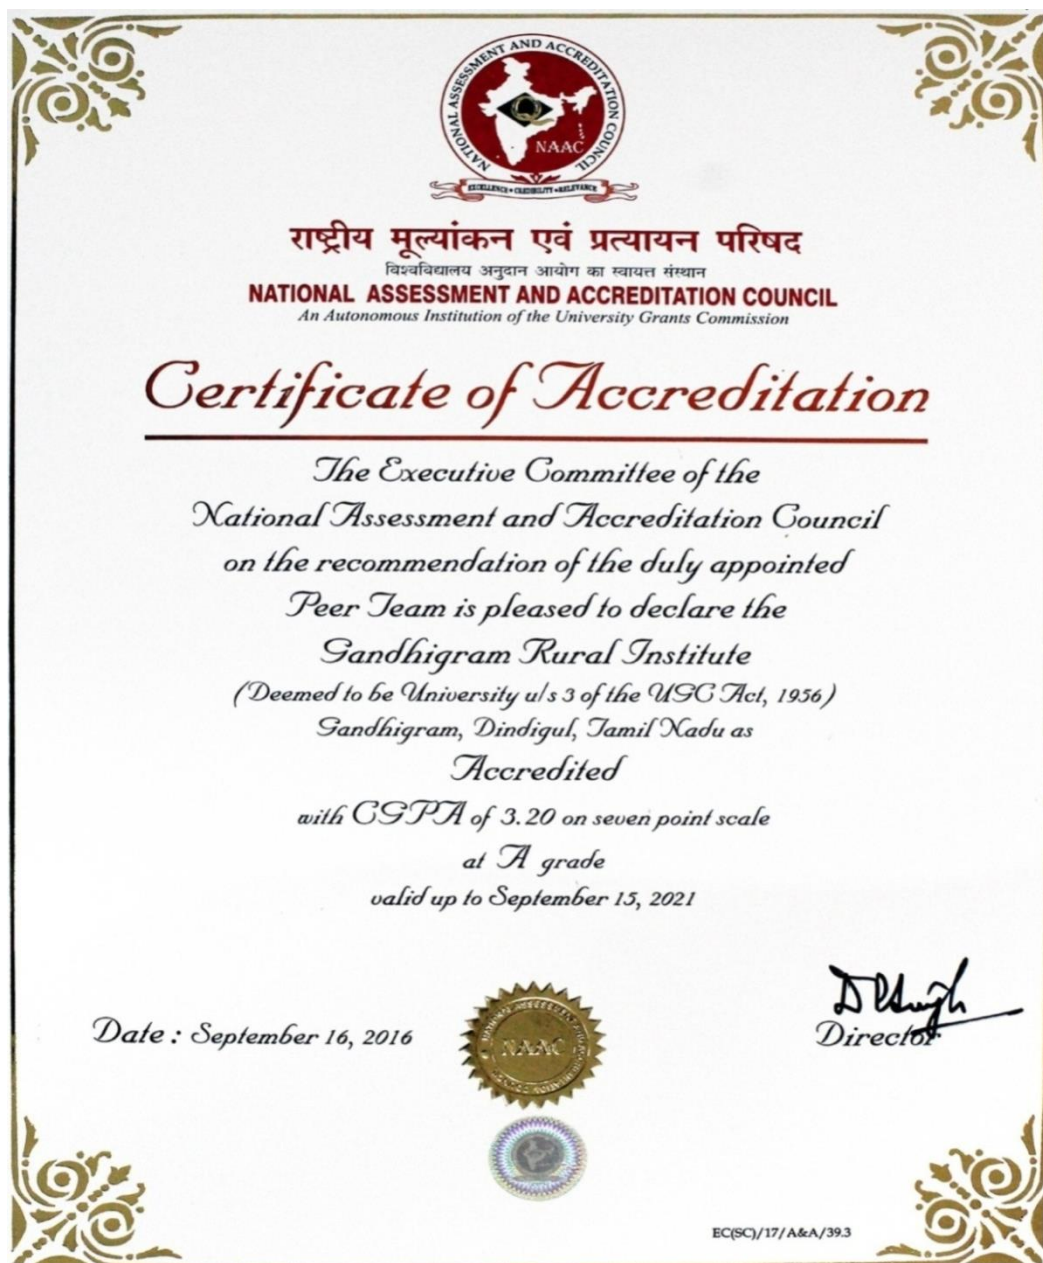 NATIONAL ASSESSMENT AND ACCREDITATION COUNCIL
NAAC
EXCELLENCE • CREDIBILITY • RELEVANCE
राष्ट्रीय मूल्यांकन एवं प्रत्यायन परिषद
विश्वविद्यालय अनुदान आयोग का स्वायत्त संस्थान
NATIONAL ASSESSMENT AND ACCREDITATION COUNCIL
An Autonomous Institution of the University Grants Commission
Certificate of Accreditation
The Executive Committee of the
National Assessment and Accreditation Council
on the recommendation of the duly appointed
Peer Team is pleased to declare the
Gandhigram Rural Institute
(Deemed to be University u/s 3 of the UGC Act, 1956)
Gandhigram, Dindigul, Tamil Nadu as
Accredited
with CGPA of 3.20 on seven point scale
at A grade
valid up to September 15, 2021
Date : September 16, 2016
NAAC
Director
EC(SC)/17/A&A/39.3